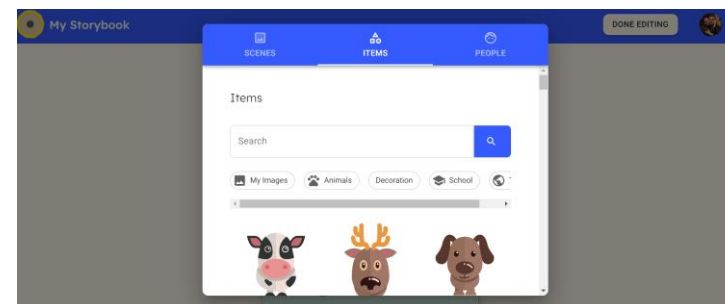 My Storybook
DONE EDITING
SCENES
ITEMS
PEOPLE
Items
Search
My Images
Animals
Decoration
School